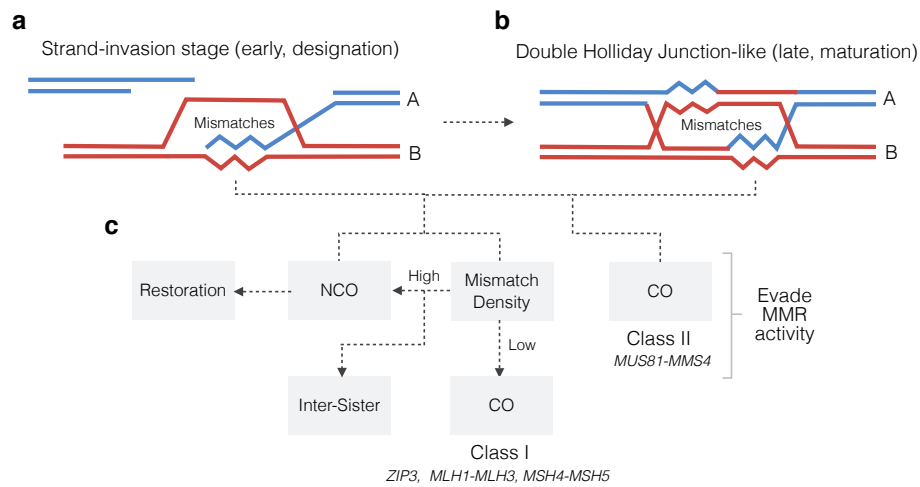 a
Strand-invasion stage (early, designation)
A
Mismatches
B
b
Double Holliday Junction-like (late, maturation)
A
Mismatches
B
c
Restoration
NCO
High
Mismatch
Density
Low
Inter-Sister
CO
Class I
ZIP3, MLH1-MLH3, MSH4-MSH5
CO
Class II
MUS81-MMS4
Evade
MMR
activity